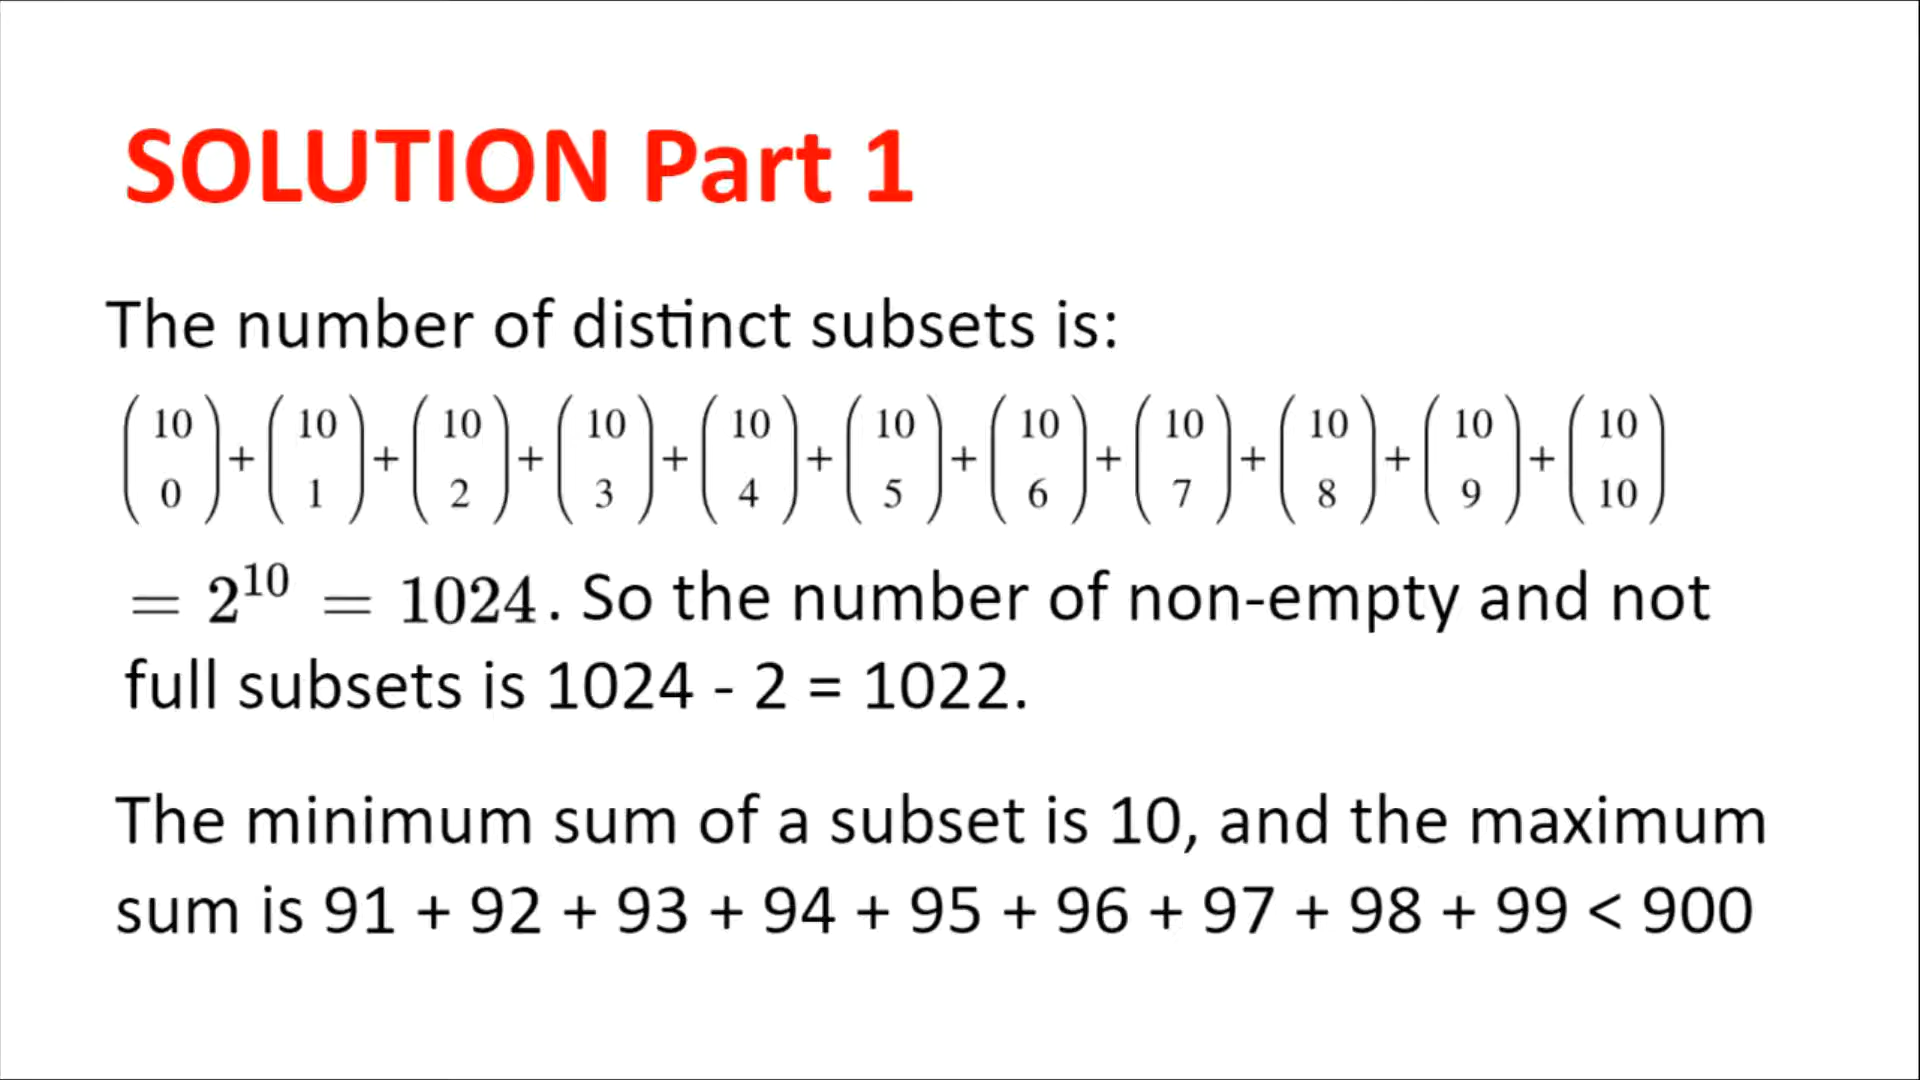 SOLUTION Part 1
The number of distinct subsets is:
(10 0) + (10 1) + (10 2) + (10 3) + (10 4) + (10 5) + (10 6) + (10 7) + (10 8) + (10 9) + (10 10)
= 2^10 = 1024. So the number of non-empty and not
full subsets is 1024 - 2 = 1022.
The minimum sum of a subset is 10, and the maximum
sum is 91 + 92 + 93 + 94 + 95 + 96 + 97 + 98 + 99 < 900